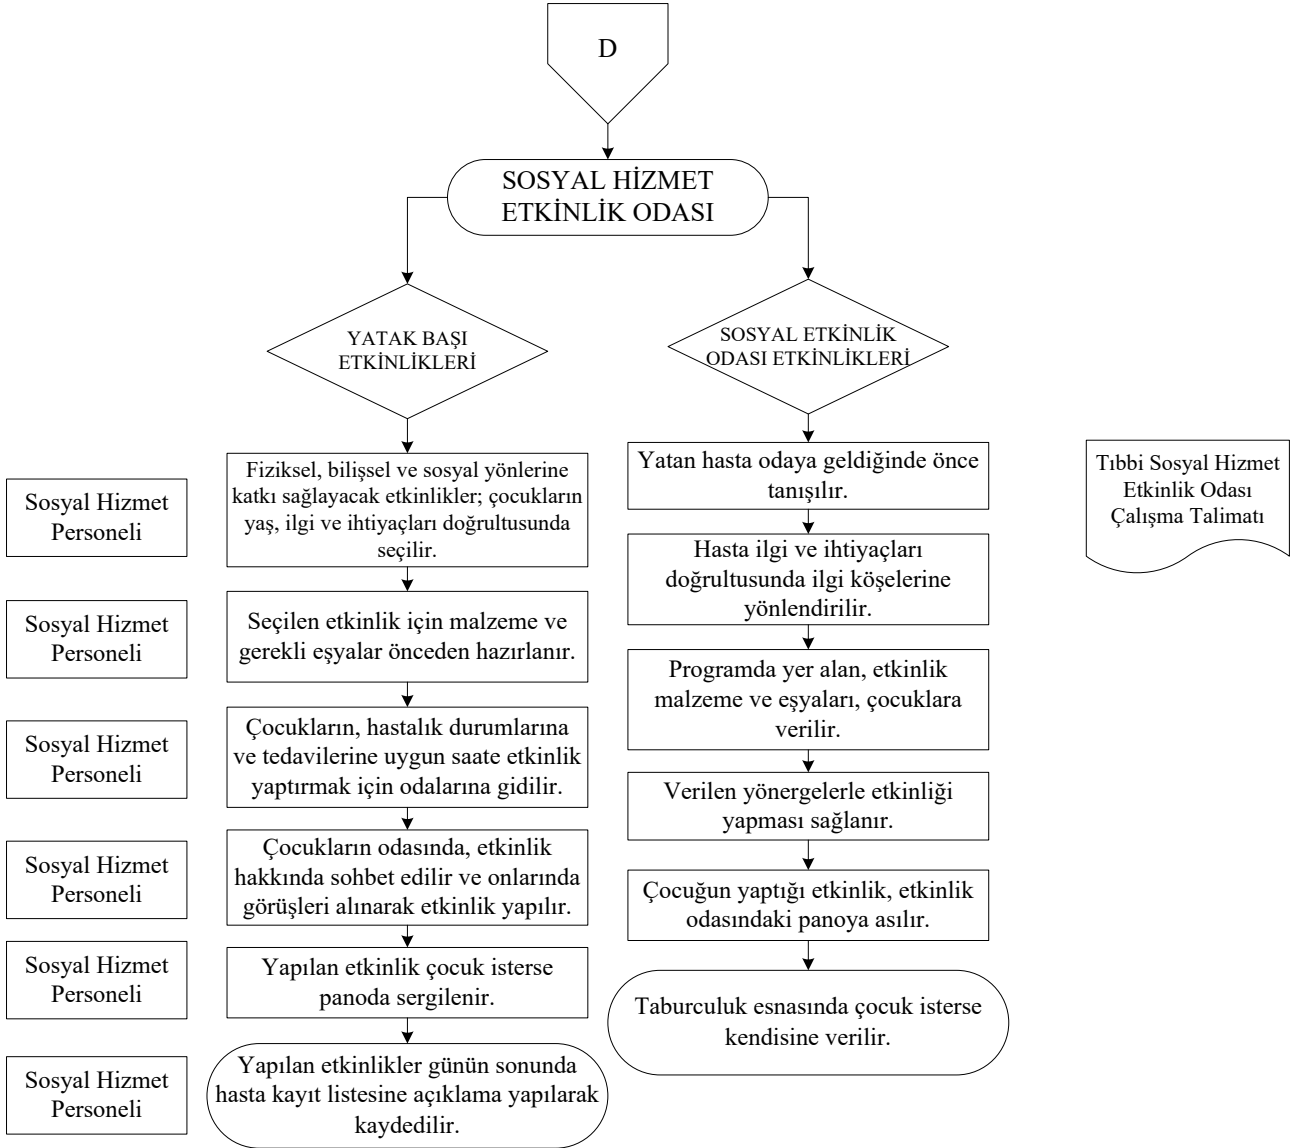 D
SOSYAL HİZMET
ETKİNLİK ODASI
YATAK BAŞI
ETKİNLİKLERİ
SOSYAL ETKİNLİK
ODASI ETKİNLİKLERİ
Sosyal Hizmet
Personeli
Fiziksel, bilişsel ve sosyal yönlerine
katkı sağlayacak etkinlikler; çocukların
yaş, ilgi ve ihtiyaçları doğrultusunda
seçilir.
Sosyal Hizmet
Personeli
Seçilen etkinlik için malzeme ve
gerekli eşyalar önceden hazırlanır.
Sosyal Hizmet
Personeli
Çocukların, hastalık durumlarına
ve tedavilerine uygun saate etkinlik
yaptırmak için odalarına gidilir.
Sosyal Hizmet
Personeli
Çocukların odasında, etkinlik
hakkında sohbet edilir ve onlarında
görüşleri alınarak etkinlik yapılır.
Sosyal Hizmet
Personeli
Yapılan etkinlik çocuk isterse
panoda sergilenir.
Sosyal Hizmet
Personeli
Yapılan etkinlikler günün sonunda
hasta kayıt listesine açıklama yapılarak
kaydedilir.
Yatan hasta odaya geldiğinde önce
tanışılır.
Hasta ilgi ve ihtiyaçları
doğrultusunda ilgi köşelerine
yönlendirilir.
Programda yer alan, etkinlik
malzeme ve eşyaları, çocuklara
verilir.
Verilen yönergelerle etkinliği
yapması sağlanır.
Çocuğun yaptığı etkinlik, etkinlik
odasındaki panoya asılır.
Taburculuk esnasında çocuk isterse
kendisine verilir.
Tıbbi Sosyal Hizmet
Etkinlik Odası
Çalışma Talimatı